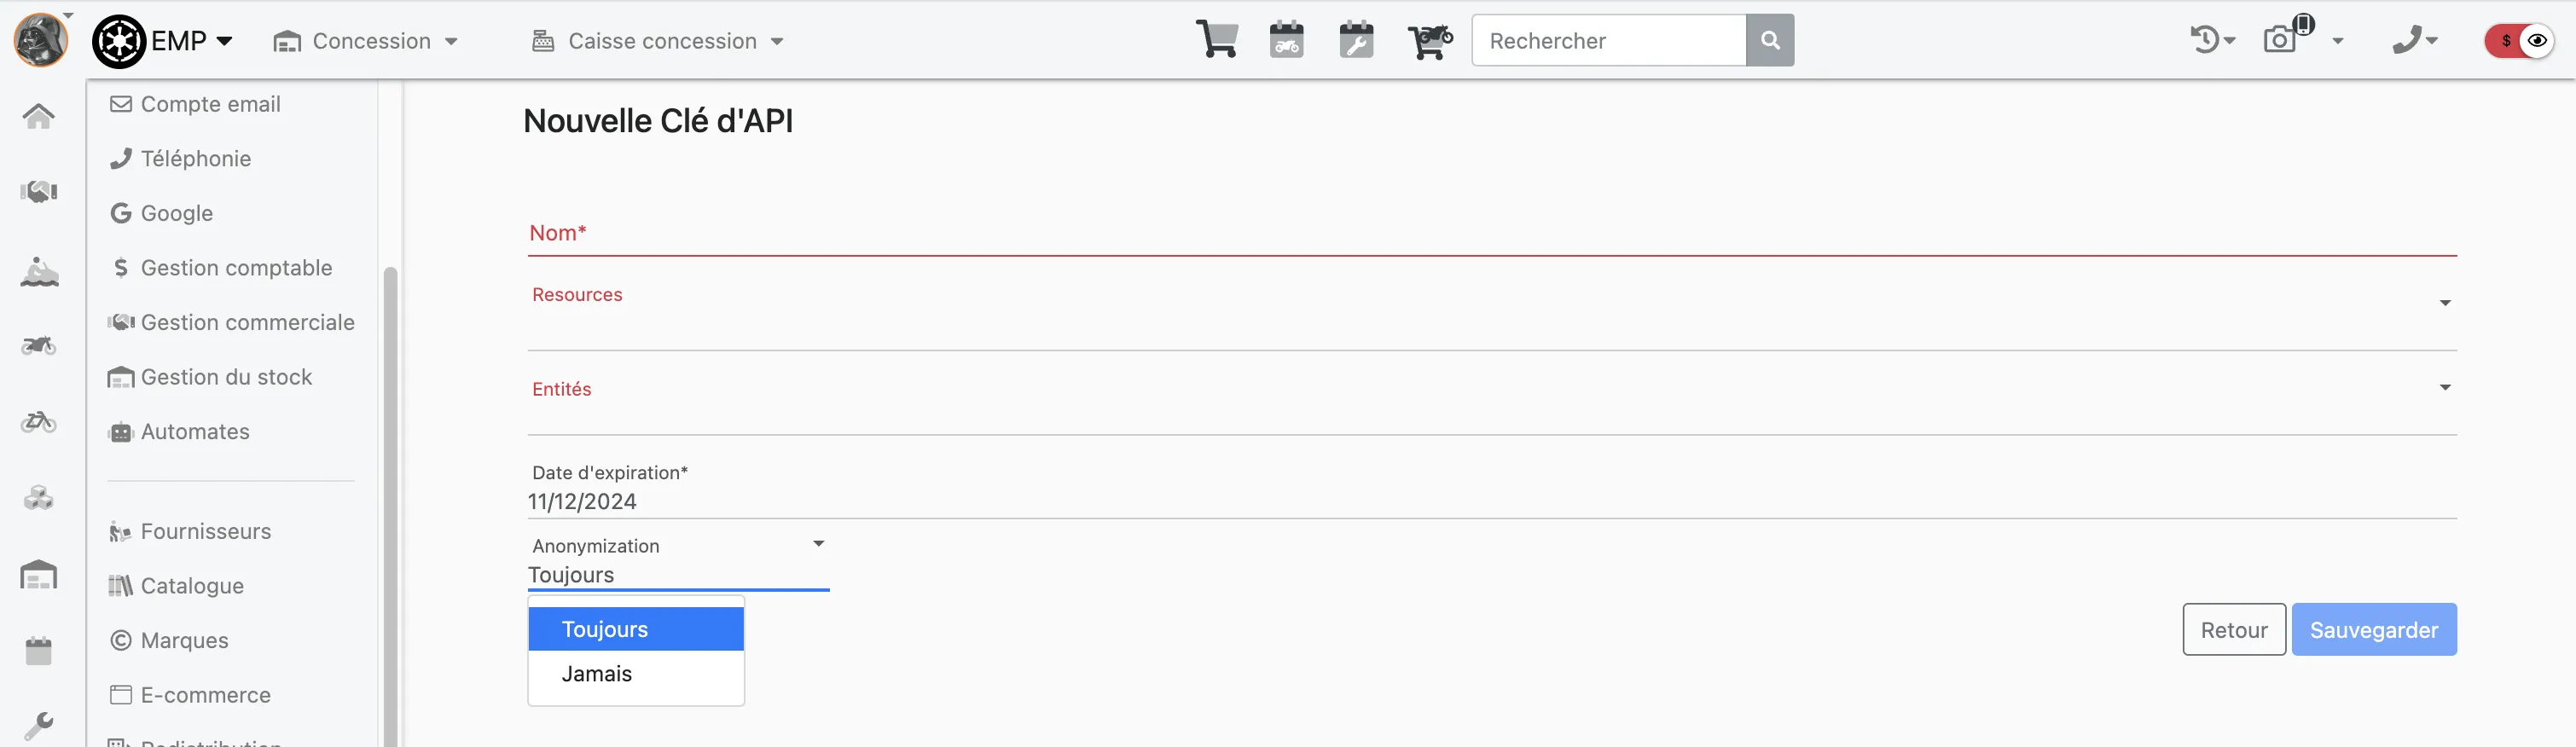 EMP
Concession
Caisse concession
Rechercher
$
Compte email
Téléphonie
Google
Gestion comptable
Gestion commerciale
Gestion du stock
Automates
Fournisseurs
Catalogue
Marques
E-commerce
Redistribution
Nouvelle Clé d'API
Nom*
Resources
Entités
Date d'expiration*
11/12/2024
Anonymization
Toujours
Toujours
Jamais
Retour
Sauvegarder